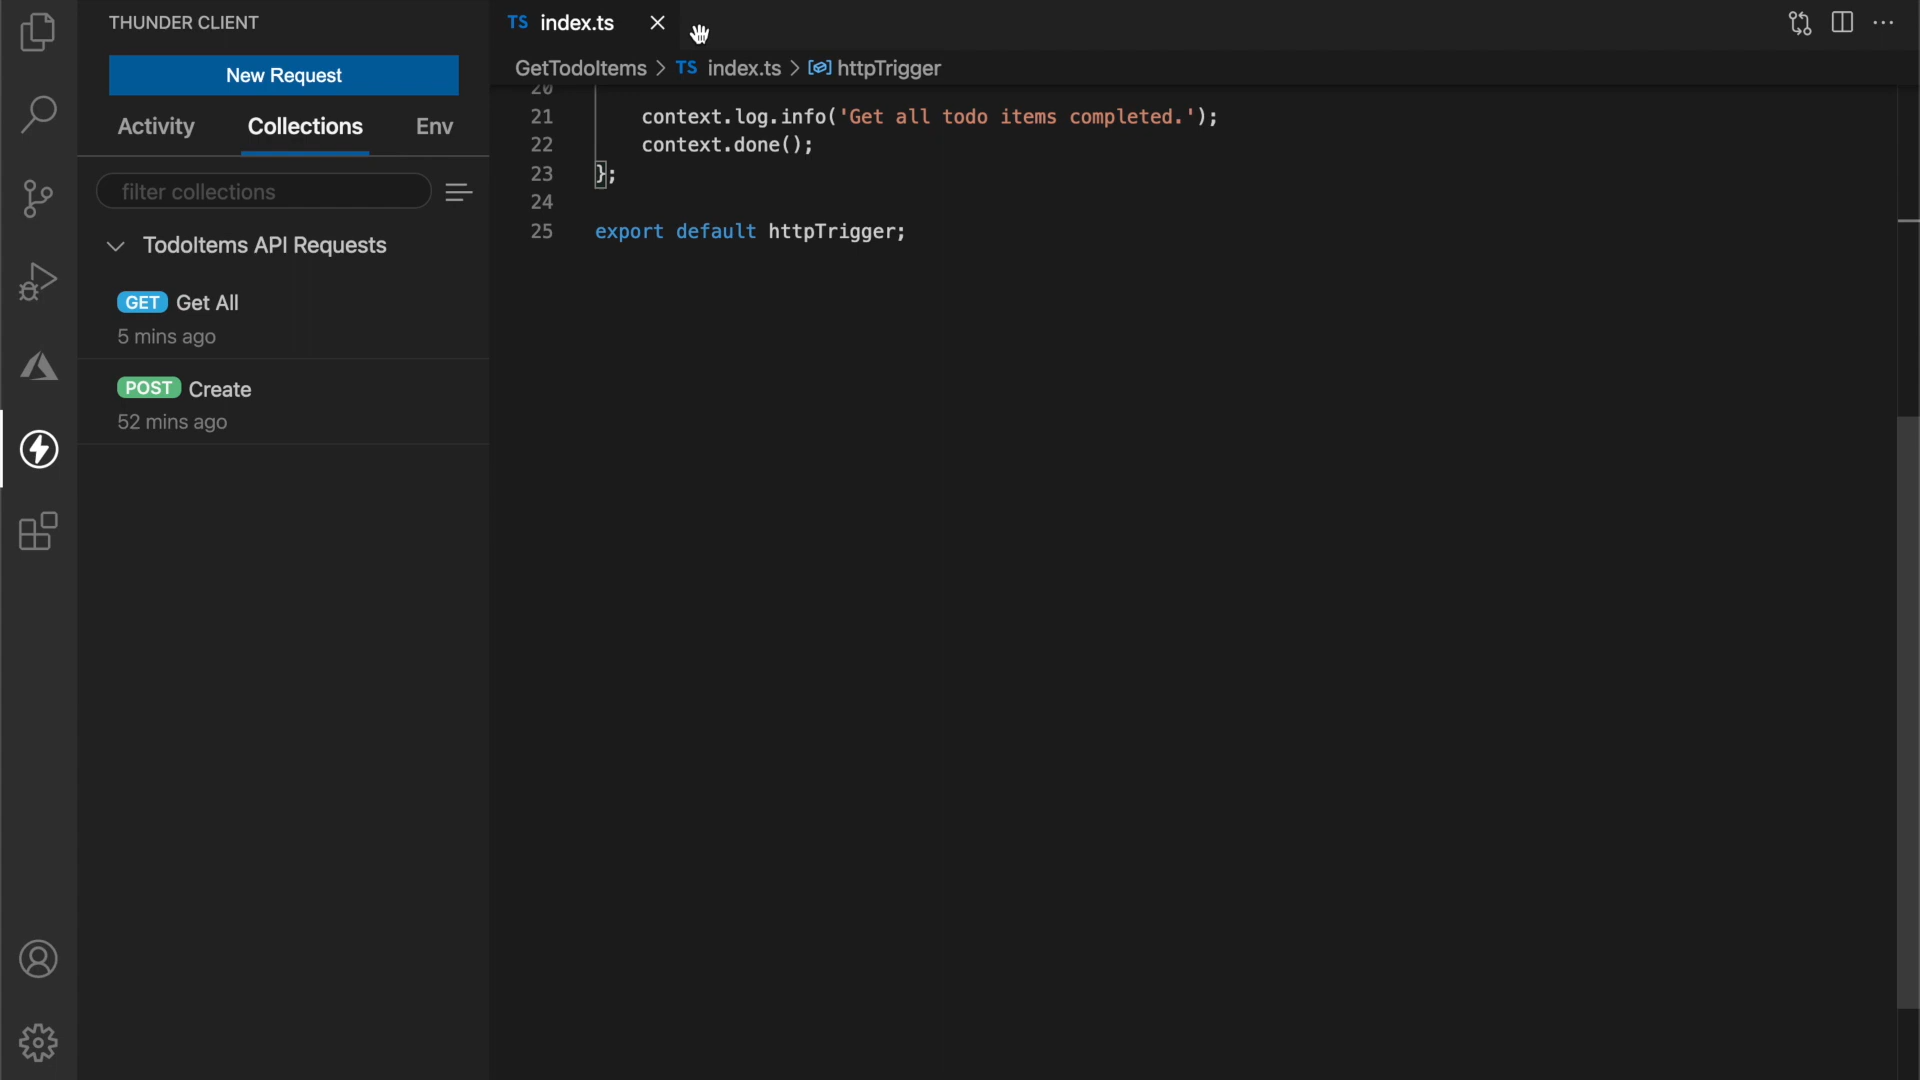 THUNDER CLIENT
New Request
Activity Collections Env
filter collections
TodoItems API Requests
GET Get All
5 mins ago
POST Create
52 mins ago
TS index.ts
GetTodoItems > TS index.ts > httpTrigger
20
21 context.log.info('Get all todo items completed.');
22 context.done();
23 };
24
25 export default httpTrigger;